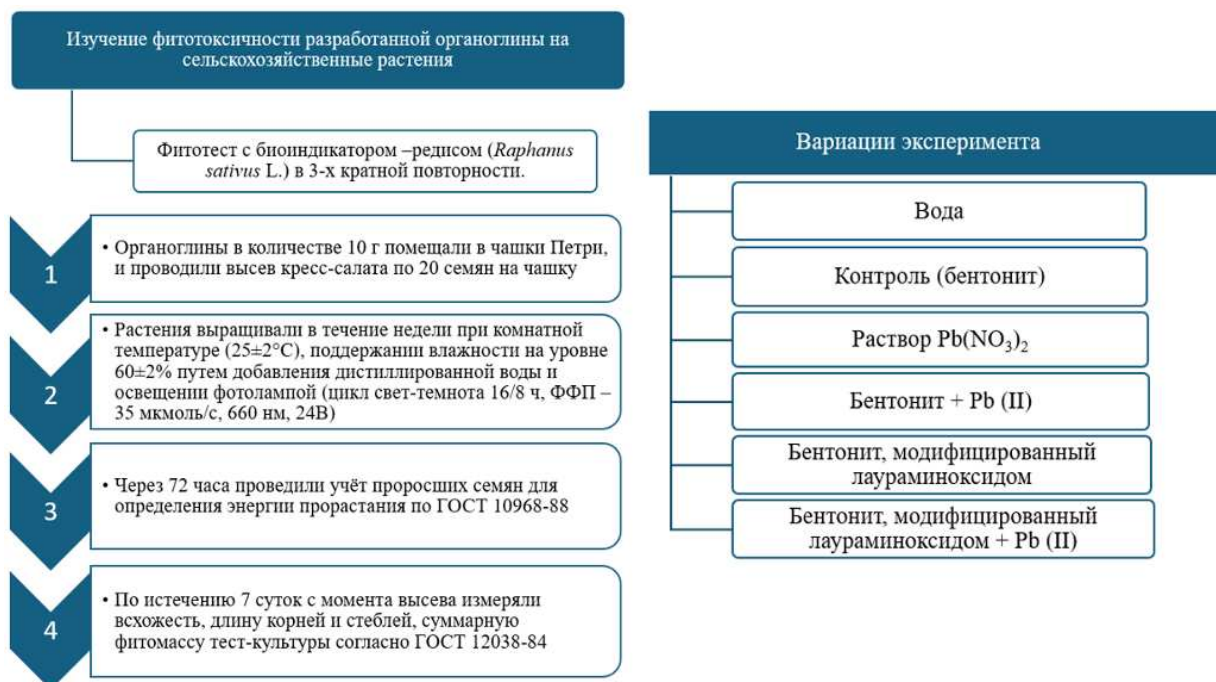 Изучение фитотоксичности разработанной органоглины на
сельскохозяйственные растения
Фитотест с биоиндикатором –редисом (Raphanus
sativus L.) в 3-х кратной повторности.
1
• Органоглины в количестве 10 г помещали в чашки Петри,
и проводили высев кресс-салата по 20 семян на чашку
2
• Растения выращивали в течение недели при комнатной
температуре (25±2°C), поддержании влажности на уровне
60±2% путем добавления дистиллированной воды и
освещении фотолампой (цикл свет-темнота 16/8 ч, ФФП –
35 мкмоль/с, 660 нм, 24В)
3
• Через 72 часа проведили учёт проросших семян для
определения энергии прорастания по ГОСТ 10968-88
4
• По истечению 7 суток с момента высева измеряли
всхожесть, длину корней и стеблей, суммарную
фитомассу тест-культуры согласно ГОСТ 12038-84
Вариации эксперимента
Вода
Контроль (бентонит)
Раствор Pb(NO₃)₂
Бентонит + Pb (II)
Бентонит, модифицированный
лаураминоксидом
Бентонит, модифицированный
лаураминоксидом + Pb (II)